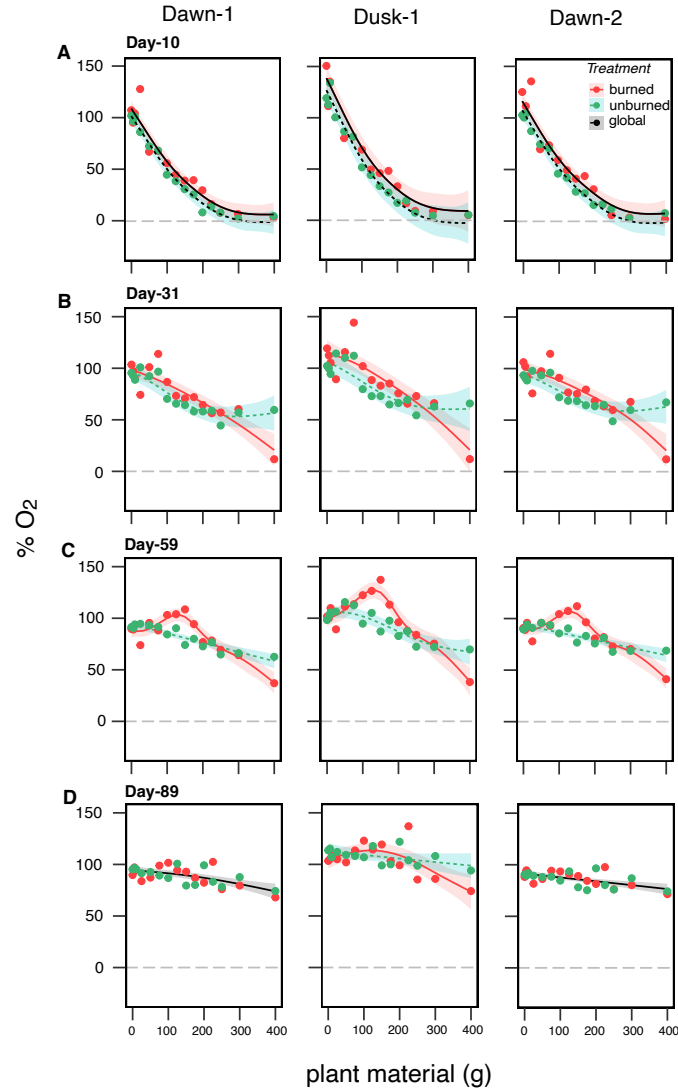 Dawn-1 Dusk-1 Dawn-2
A Day-10
150
100
50
0
Treatment
burned
unburned
global
B Day-31
150
100
50
0
% O₂
C Day-59
150
100
50
0
D Day-89
150
100
50
0
0 100 200 300 400 0 100 200 300 400 0 100 200 300 400
plant material (g)